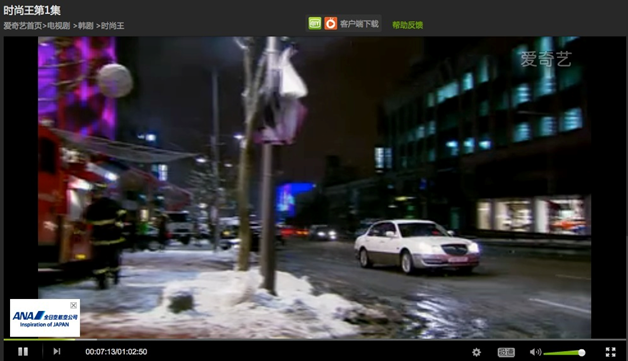 时尚王第1集
爱奇艺首页>电视剧 >韩剧 >时尚王
客户端下载
帮助反馈
爱奇艺
ANA 全日空航空公司
Inspiration of JAPAN
00:07:13/01:02:50